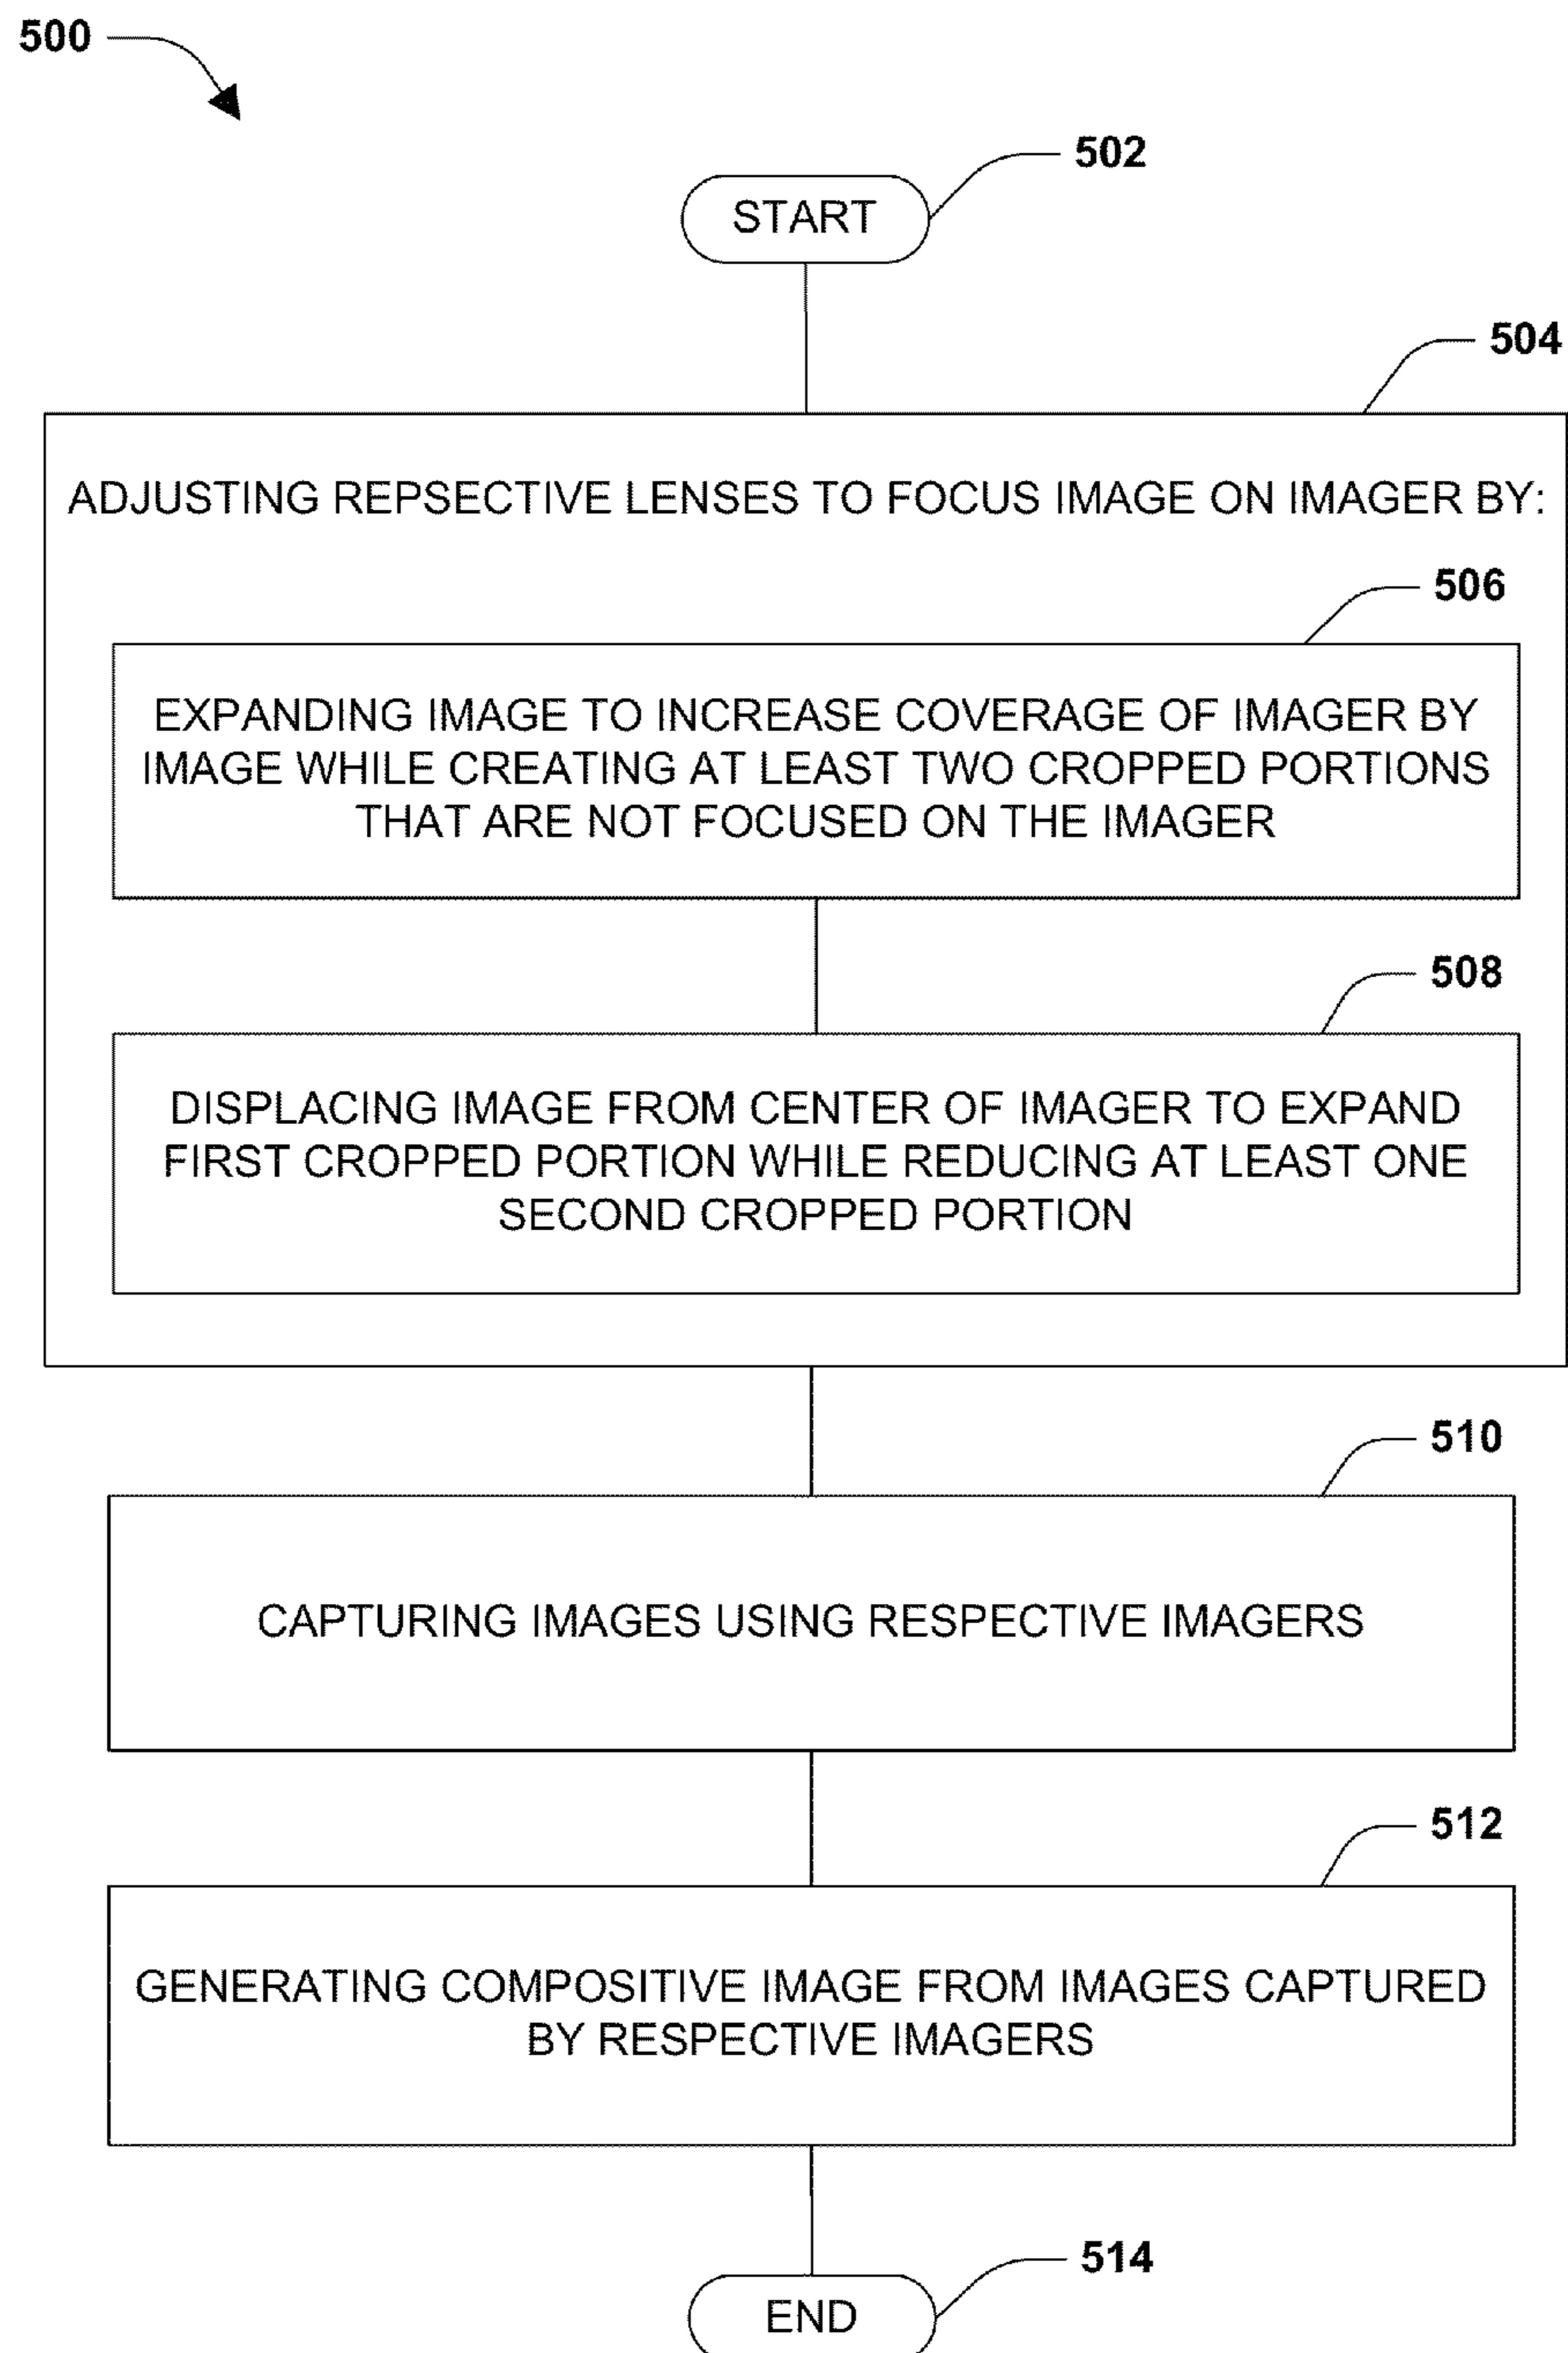 500
502
START
504
ADJUSTING REPSECTIVE LENSES TO FOCUS IMAGE ON IMAGER BY:
506
EXPANDING IMAGE TO INCREASE COVERAGE OF IMAGER BY
IMAGE WHILE CREATING AT LEAST TWO CROPPED PORTIONS
THAT ARE NOT FOCUSED ON THE IMAGER
508
DISPLACING IMAGE FROM CENTER OF IMAGER TO EXPAND
FIRST CROPPED PORTION WHILE REDUCING AT LEAST ONE
SECOND CROPPED PORTION
510
CAPTURING IMAGES USING RESPECTIVE IMAGERS
512
GENERATING COMPOSITIVE IMAGE FROM IMAGES CAPTURED
BY RESPECTIVE IMAGERS
514
END